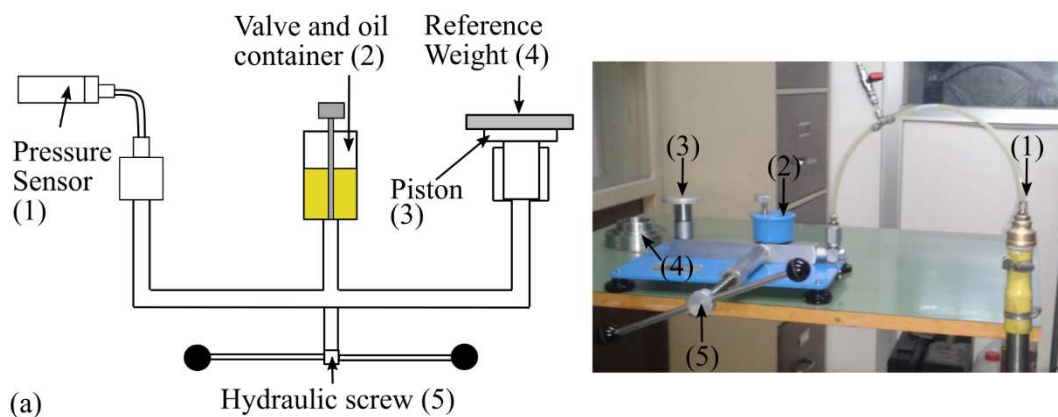 Valve and oil
container (2)
Reference
Weight (4)
Pressure
Sensor
(1)
Piston
(3)
Hydraulic screw (5)
(a)
(3)
(2)
(1)
(4)
(5)